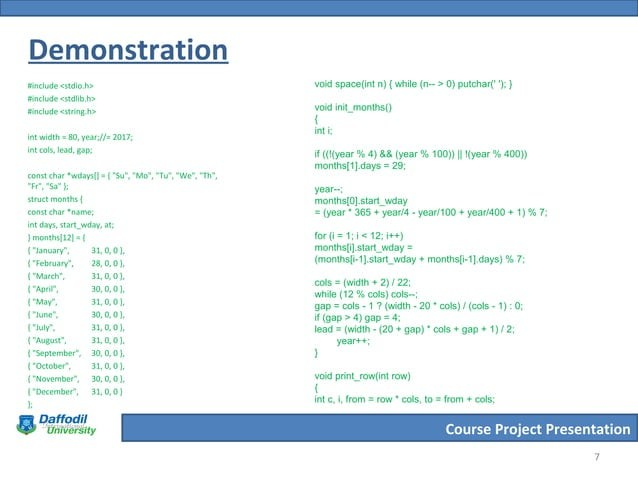 Demonstration
#include <stdio.h>
#include <stdlib.h>
#include <string.h>
int width = 80, year;//= 2017;
int cols, lead, gap;
const char *wdays[] = { "Su", "Mo", "Tu", "We", "Th",
"Fr", "Sa" };
struct months {
const char *name;
int days, start_wday, at;
} months[12] = {
{ "January", 31, 0, 0 },
{ "February", 28, 0, 0 },
{ "March", 31, 0, 0 },
{ "April", 30, 0, 0 },
{ "May", 31, 0, 0 },
{ "June", 30, 0, 0 },
{ "July", 31, 0, 0 },
{ "August", 31, 0, 0 },
{ "September", 30, 0, 0 },
{ "October", 31, 0, 0 },
{ "November", 30, 0, 0 },
{ "December", 31, 0, 0 }
};
void space(int n) { while (n-- > 0) putchar(' '); }
void init_months()
{
int i;
if ((!(year % 4) && (year % 100)) || !(year % 400))
months[1].days = 29;
year--;
months[0].start_wday
= (year * 365 + year/4 - year/100 + year/400 + 1) % 7;
for (i = 1; i < 12; i++)
months[i].start_wday =
(months[i-1].start_wday + months[i-1].days) % 7;
cols = (width + 2) / 22;
while (12 % cols) cols--;
gap = cols - 1 ? (width - 20 * cols) / (cols - 1) : 0;
if (gap > 4) gap = 4;
lead = (width - (20 + gap) * cols + gap + 1) / 2;
year++;
}
void print_row(int row)
{
int c, i, from = row * cols, to = from + cols;
Daffodil
University
Course Project Presentation
7